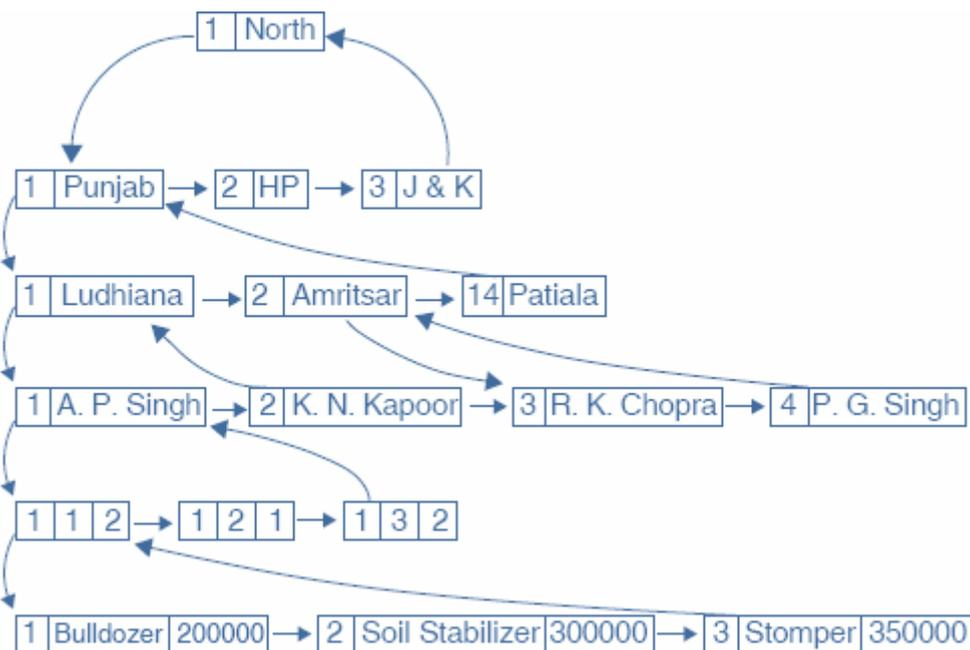 1 North
1 Punjab 2 HP 3 J & K
1 Ludhiana 2 Amritsar 14 Patiala
1 A. P. Singh 2 K. N. Kapoor 3 R. K. Chopra 4 P. G. Singh
1 1 2 1 2 1 1 3 2
1 Bulldozer 200000 2 Soil Stabilizer 300000 3 Stomper 350000